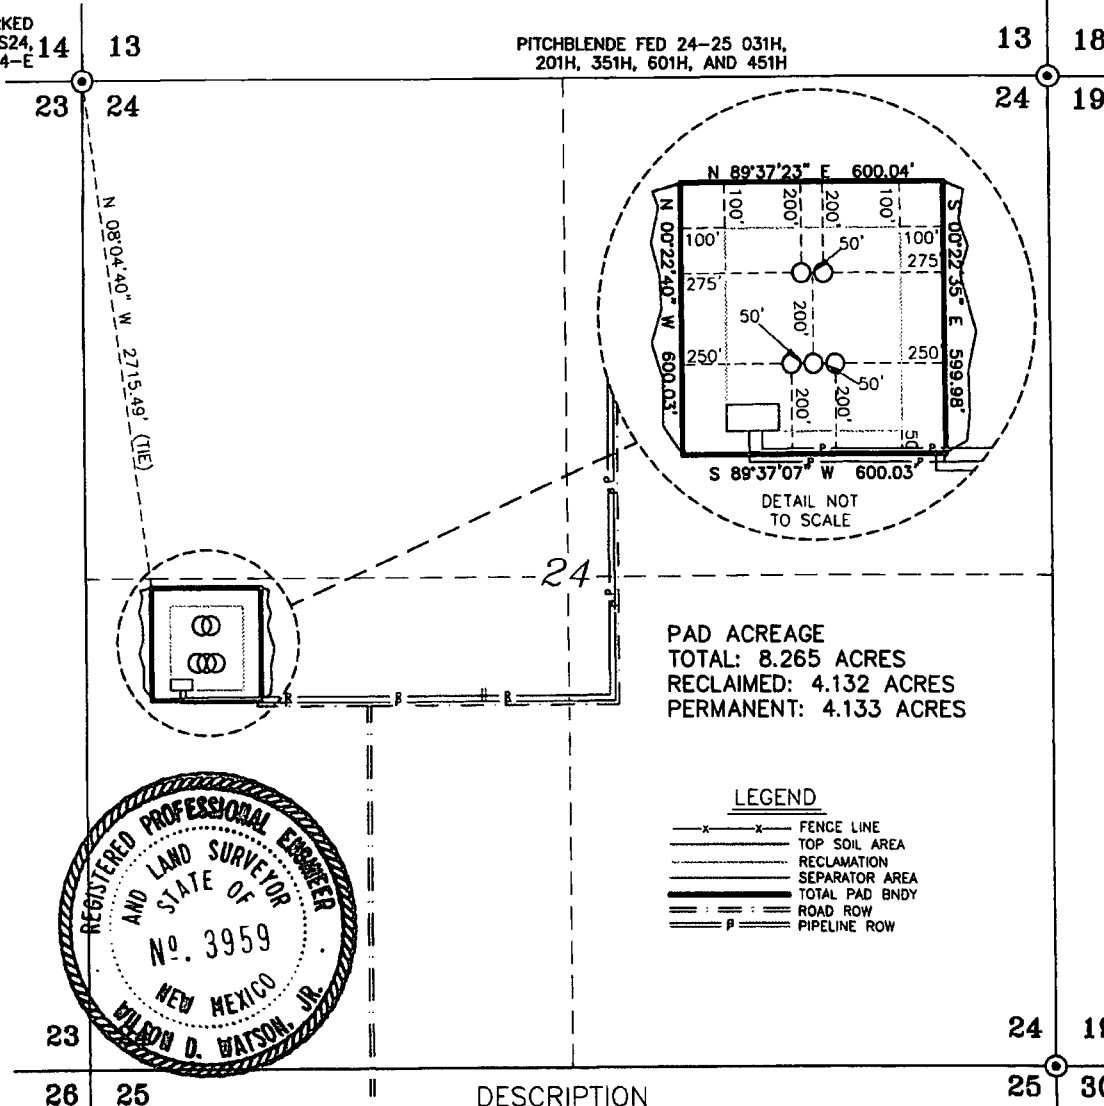 RKED
S24,
4-E
14 13
23 24
PITCHBLENDE FED 24-25 031H,
201H, 351H, 601H, AND 451H
13 18
24 19
N 08°04'40" W 2715.49' (TIE)
N 89°37'23" E 600.04'
N 00°22'40" W 600.03'
S 00°22'35" E 599.98'
100' 200' 200' 100'
100' 50' 100'
275' 275'
200'
50'
250' 250'
50'
200' 200' 50'
P
P P
S 89°37'07" W 600.03'
DETAIL NOT
TO SCALE
24
PAD ACREAGE
TOTAL: 8.265 ACRES
RECLAIMED: 4.132 ACRES
PERMANENT: 4.133 ACRES
LEGEND
x x FENCE LINE
TOP SOIL AREA
RECLAMATION
SEPARATOR AREA
TOTAL PAD BNDY
ROAD ROW
PIPELINE ROW
REGISTERED PROFESSIONAL ENGINEER
AND LAND SURVEYOR
STATE OF
No. 3959
NEW MEXICO
WILSON D. WATSON, JR.
23
26 25
24 19
25 30
DESCRIPTION